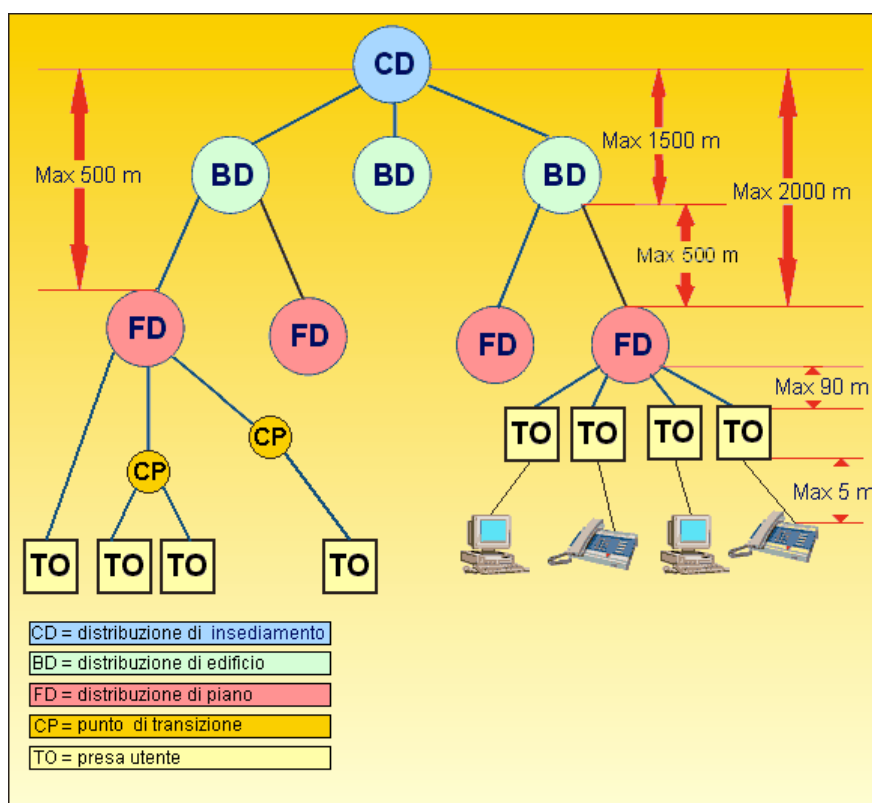 CD
BD
BD
BD
Max 500 m
Max 1500 m
Max 2000 m
Max 500 m
FD
FD
FD
FD
Max 90 m
TO
TO
TO
TO
CP
CP
Max 5 m
TO
TO
TO
TO
CD = distribuzione di insediamento
BD = distribuzione di edificio
FD = distribuzione di piano
CP = punto di transizione
TO = presa utente